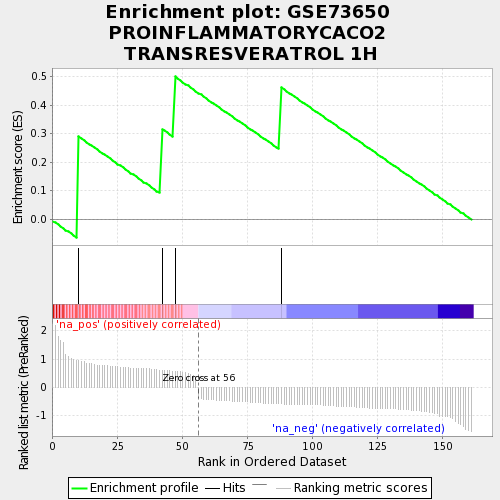 Enrichment plot: GSE73650
PROINFLAMMATORYCACO2
TRANSRESVERATROL 1H
Enrichment score (ES)
0.5
0.4
0.3
0.2
0.1
0.0
'na_pos' (positively correlated)
Ranked list metric (PreRanked)
2
1
0
-1
Zero cross at 56
'na_neg' (negatively correlated)
0 25 50 75 100 125 150
Rank in Ordered Dataset
Enrichment profile Hits Ranking metric scores